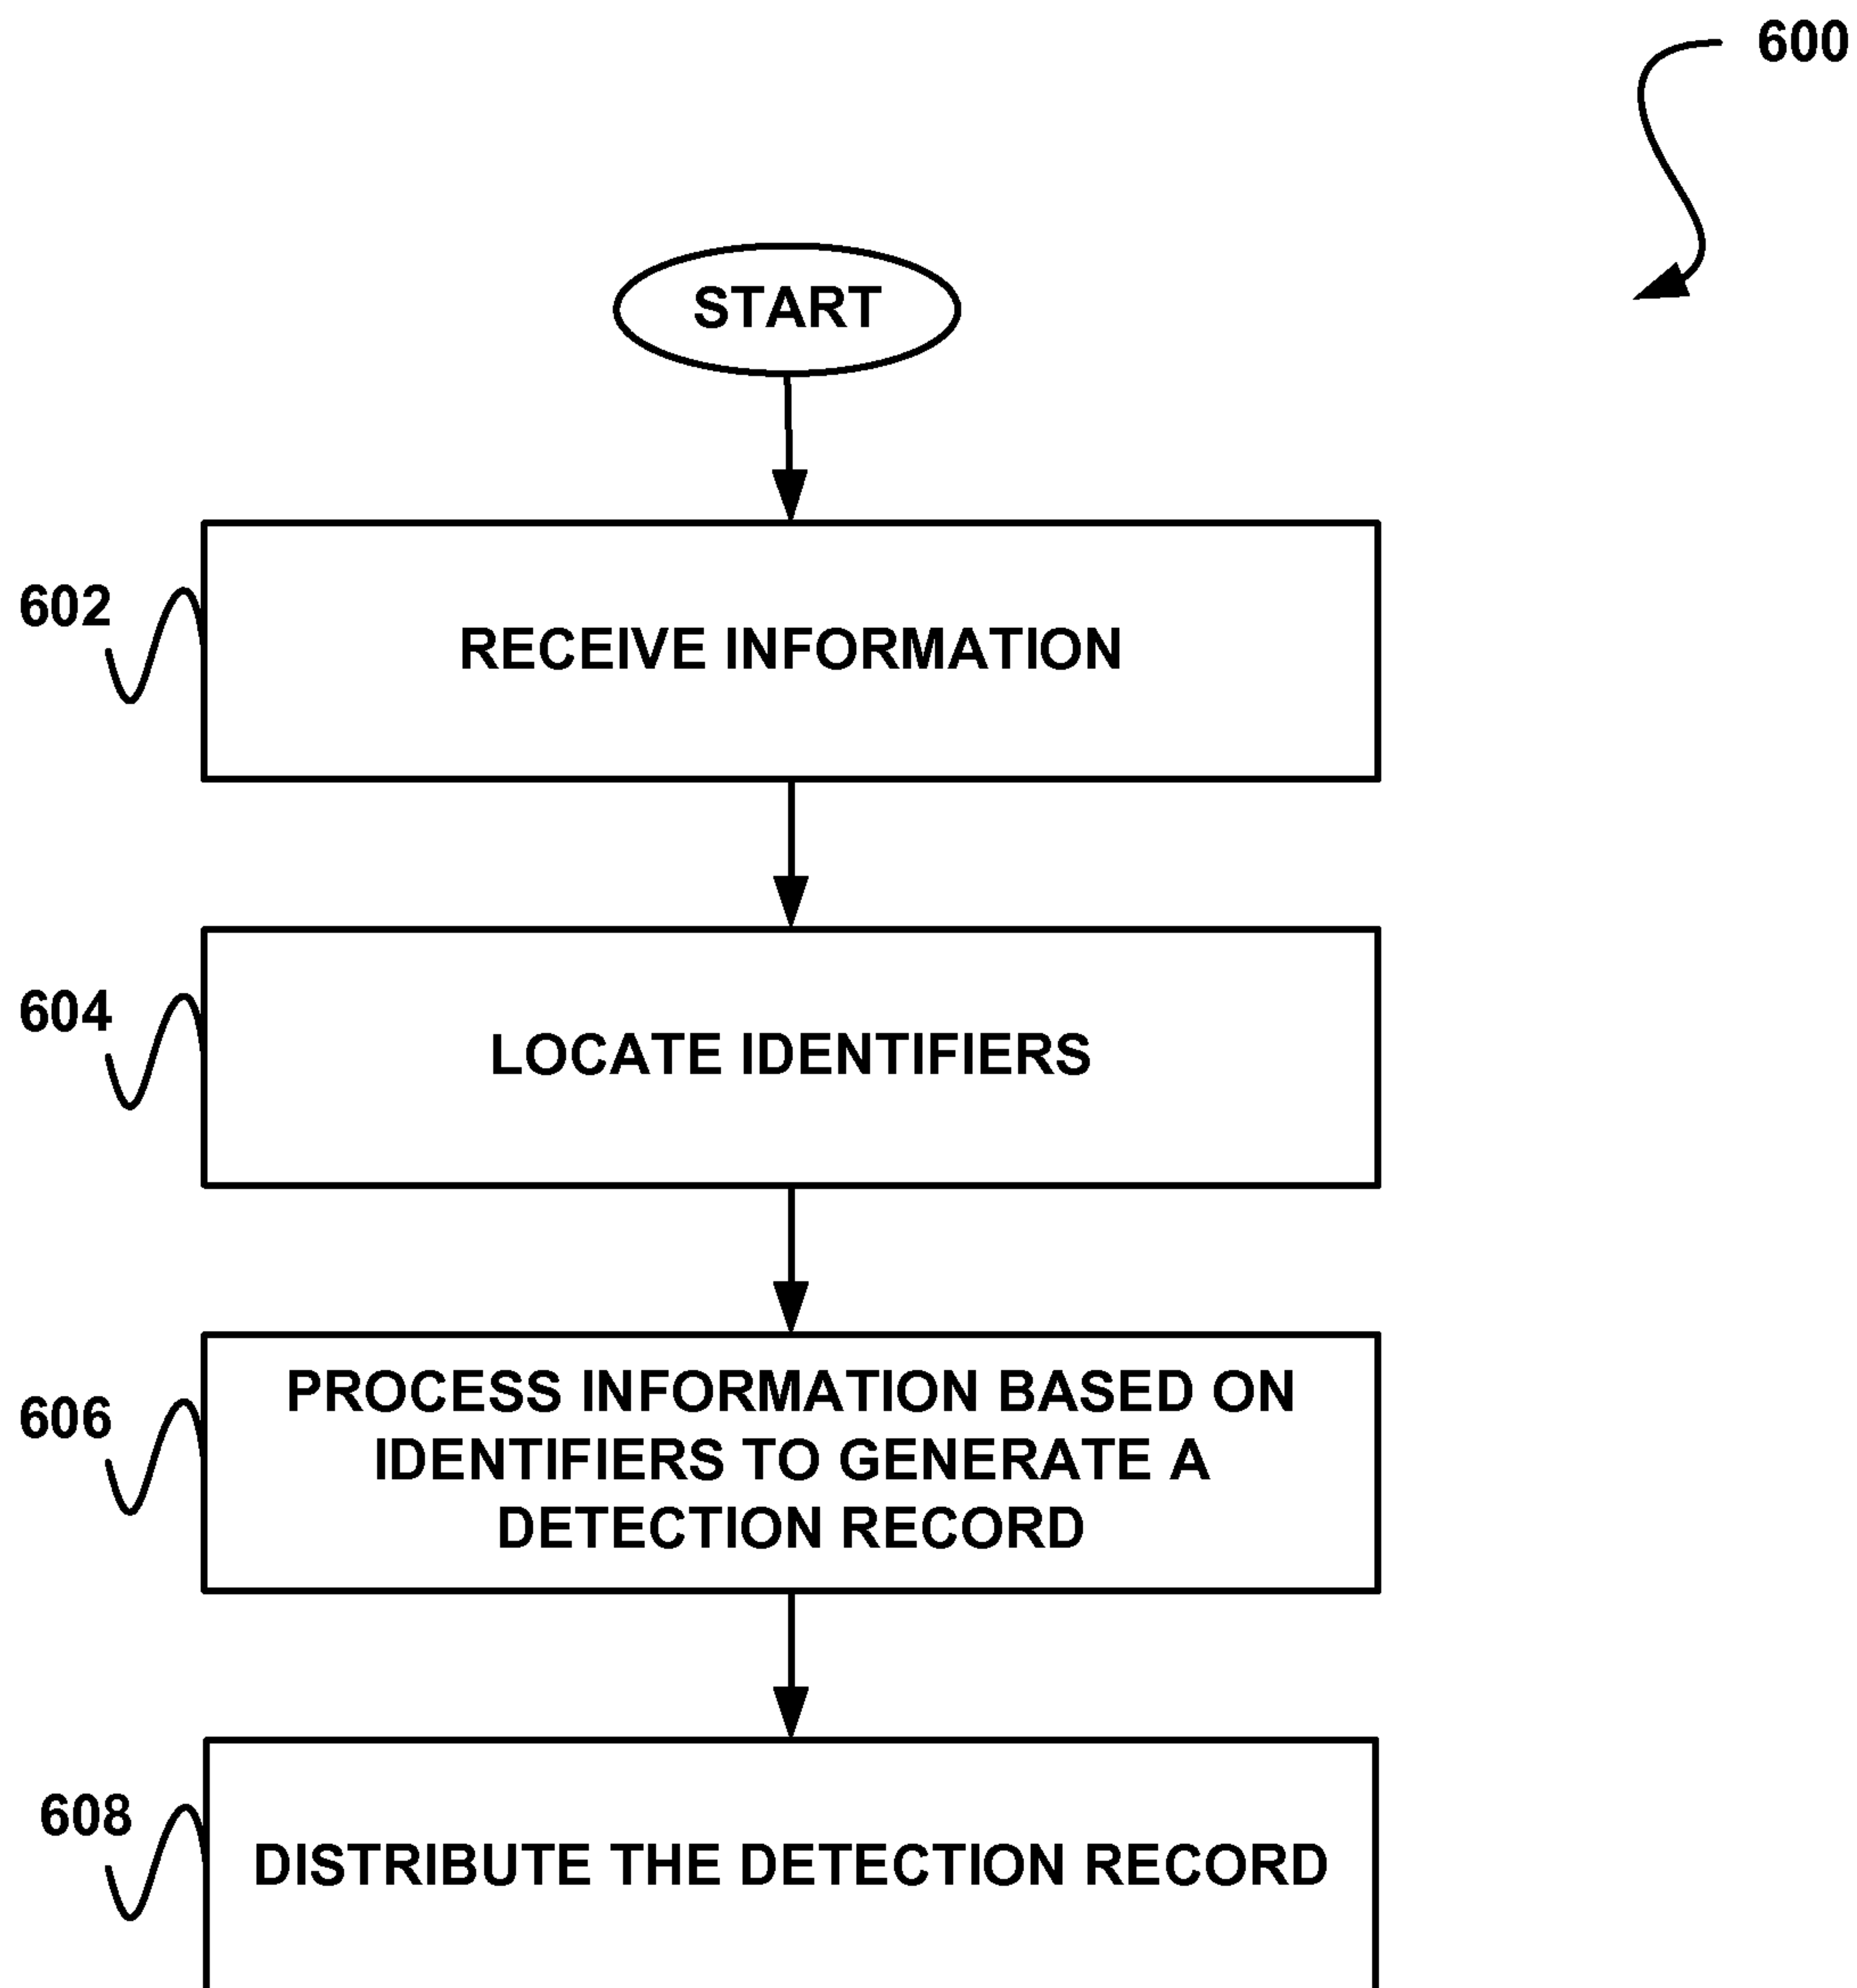 600
START
602
RECEIVE INFORMATION
604
LOCATE IDENTIFIERS
606
PROCESS INFORMATION BASED ON
IDENTIFIERS TO GENERATE A
DETECTION RECORD
608
DISTRIBUTE THE DETECTION RECORD